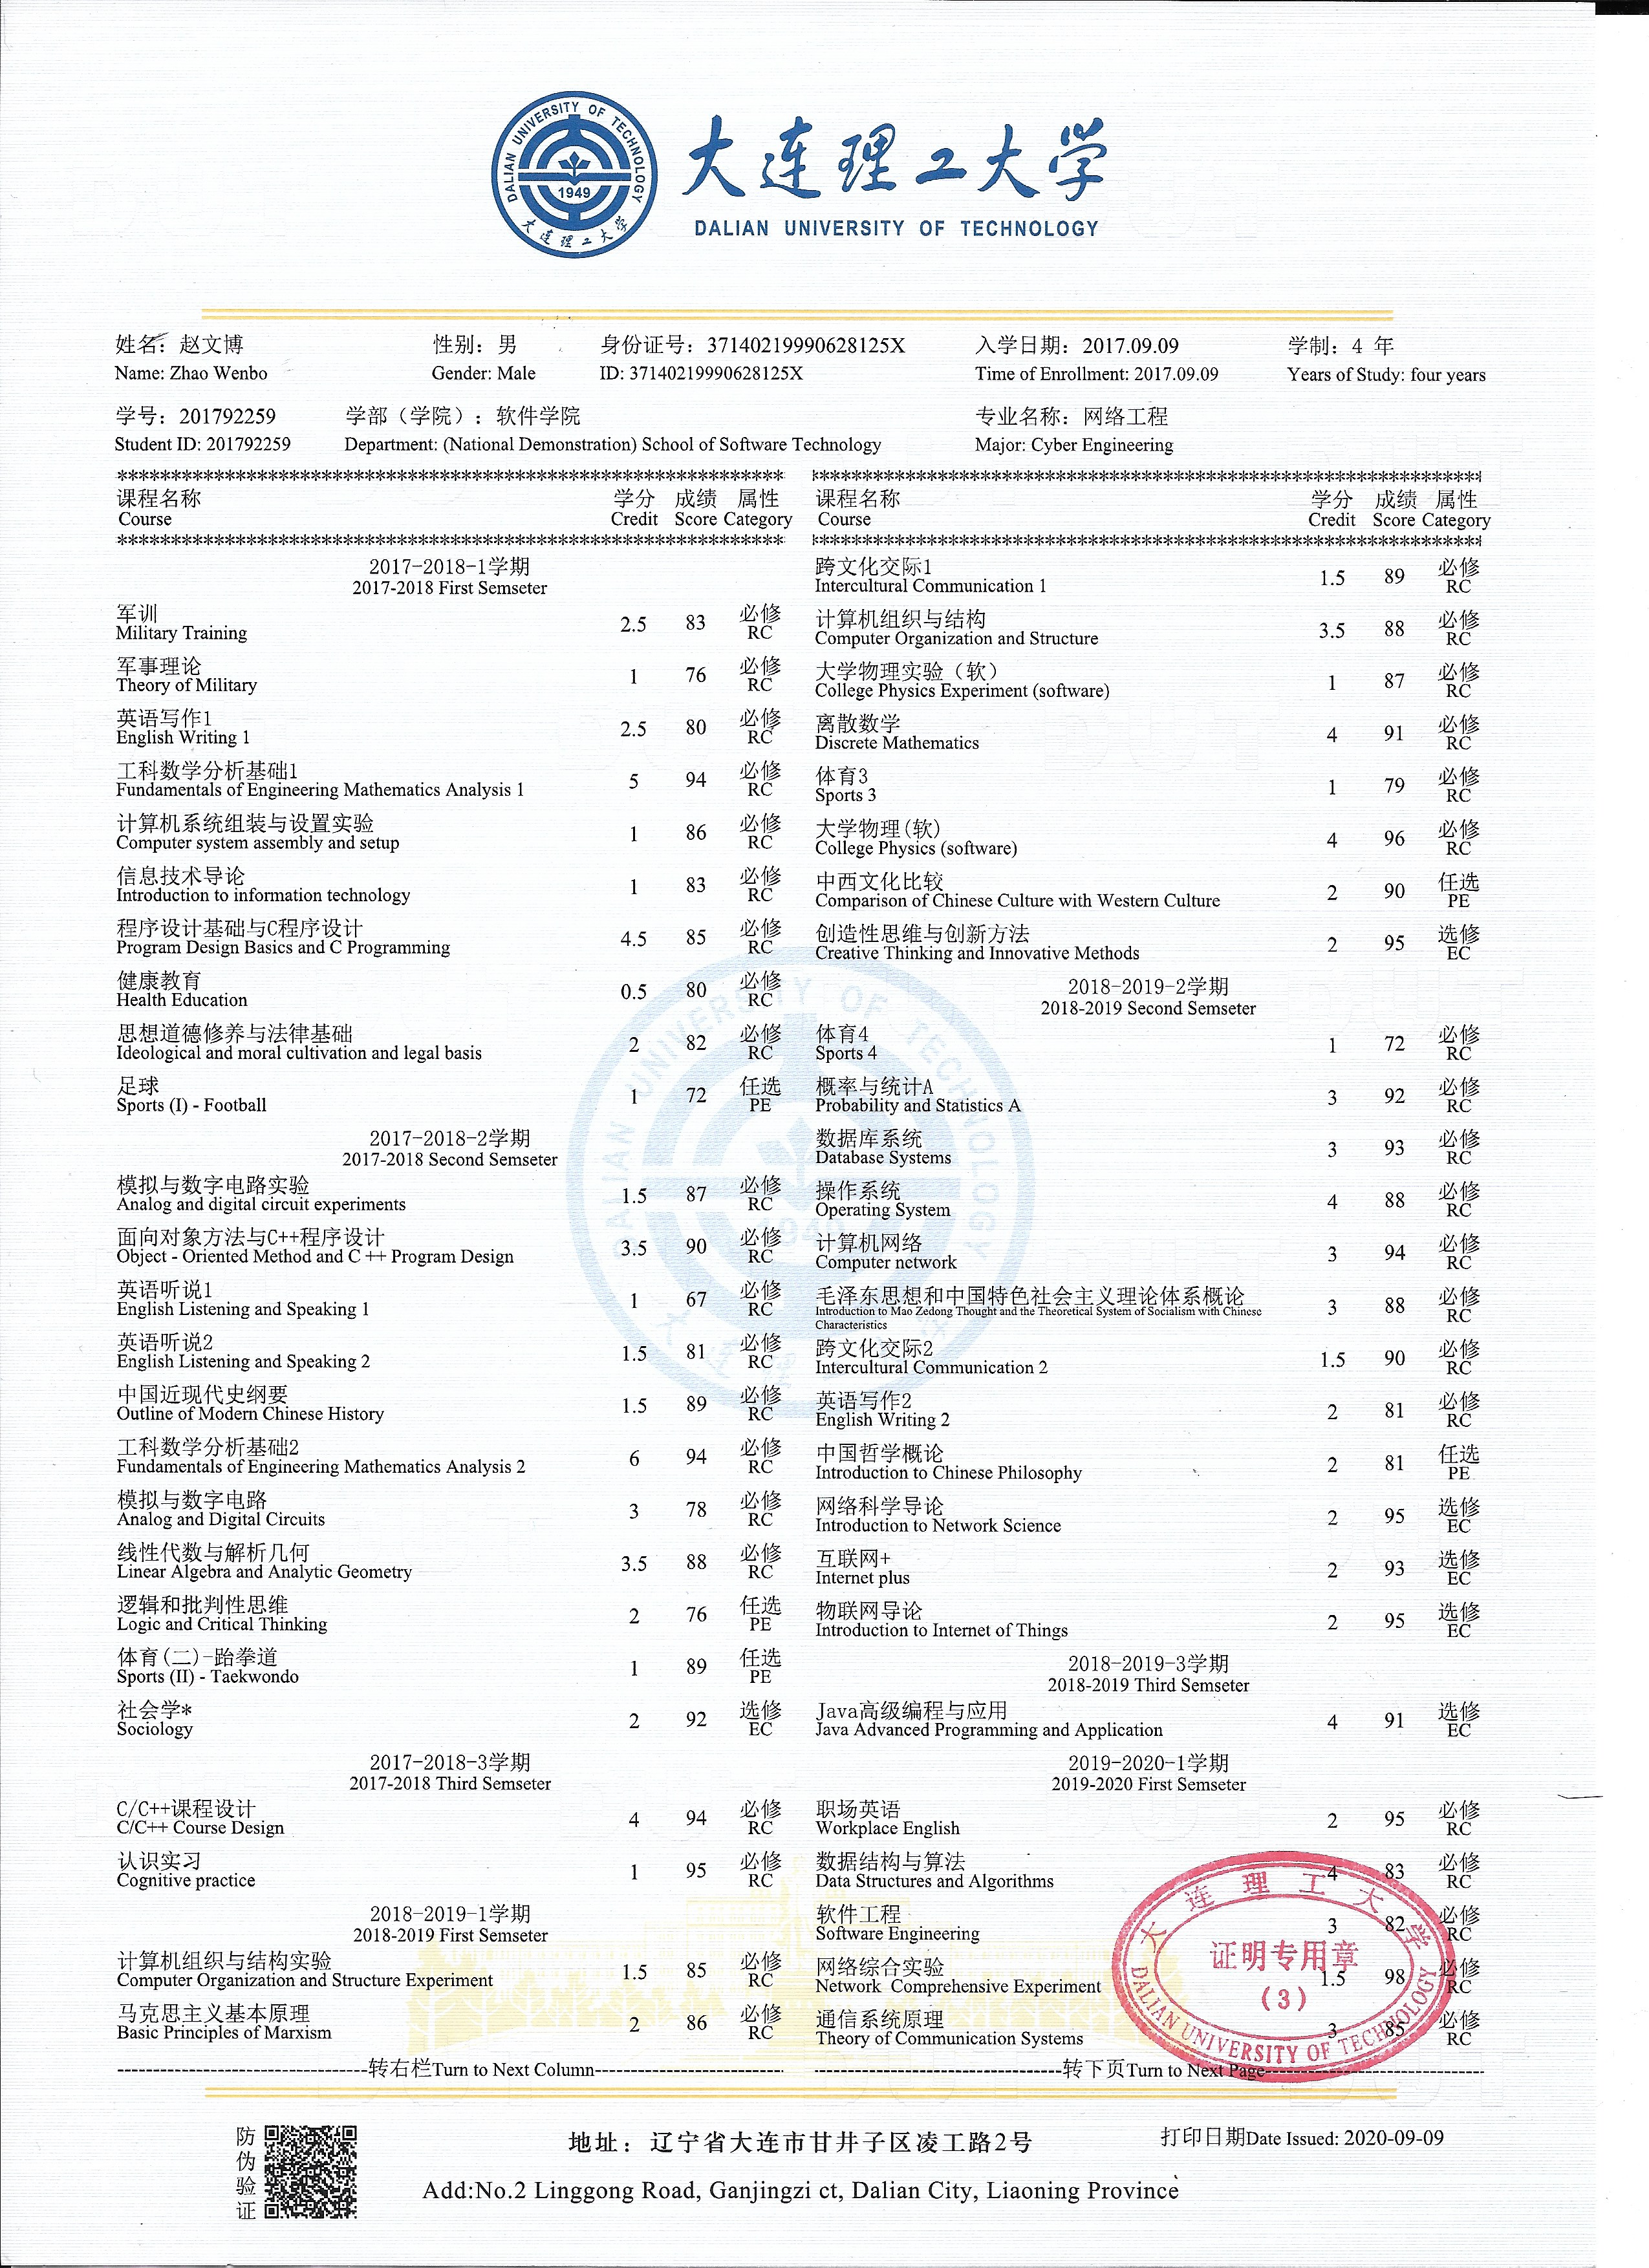 DALIAN UNIVERSITY OF TECHNOLOGY
1949
大连理工大学
大连理工大学
DALIAN UNIVERSITY OF TECHNOLOGY
姓名：赵文博 性别：男 身份证号：37140219990628125X 入学日期：2017.09.09 学制：4 年
Name: Zhao Wenbo Gender: Male ID: 37140219990628125X Time of Enrollment: 2017.09.09 Years of Study: four years
学号：201792259 学部（学院）：软件学院 专业名称：网络工程
Student ID: 201792259 Department: (National Demonstration) School of Software Technology Major: Cyber Engineering
课程名称 学分 成绩 属性
Course Credit Score Category
2017-2018-1学期
2017-2018 First Semseter
军训 必修
Military Training 2.5 83 RC
军事理论 必修
Theory of Military 1 76 RC
英语写作1 必修
English Writing 1 2.5 80 RC
工科数学分析基础1 必修
Fundamentals of Engineering Mathematics Analysis 1 5 94 RC
计算机系统组装与设置实验 必修
Computer system assembly and setup 1 86 RC
信息技术导论 必修
Introduction to information technology 1 83 RC
程序设计基础与C程序设计 必修
Program Design Basics and C Programming 4.5 85 RC
健康教育 必修
Health Education 0.5 80 RC
思想道德修养与法律基础 必修
Ideological and moral cultivation and legal basis 2 82 RC
足球 任选
Sports (I) - Football 1 72 PE
2017-2018-2学期
2017-2018 Second Semseter
模拟与数字电路实验 必修
Analog and digital circuit experiments 1.5 87 RC
面向对象方法与C++程序设计 必修
Object - Oriented Method and C ++ Program Design 3.5 90 RC
英语听说1 必修
English Listening and Speaking 1 1 67 RC
英语听说2 必修
English Listening and Speaking 2 1.5 81 RC
中国近现代史纲要 必修
Outline of Modern Chinese History 1.5 89 RC
工科数学分析基础2 必修
Fundamentals of Engineering Mathematics Analysis 2 6 94 RC
模拟与数字电路 必修
Analog and Digital Circuits 3 78 RC
线性代数与解析几何 必修
Linear Algebra and Analytic Geometry 3.5 88 RC
逻辑和批判性思维 任选
Logic and Critical Thinking 2 76 PE
体育(二)-跆拳道 任选
Sports (II) - Taekwondo 1 89 PE
社会学* 选修
Sociology 2 92 EC
2017-2018-3学期
2017-2018 Third Semseter
C/C++课程设计 必修
C/C++ Course Design 4 94 RC
认识实习 必修
Cognitive practice 1 95 RC
2018-2019-1学期
2018-2019 First Semseter
计算机组织与结构实验 必修
Computer Organization and Structure Experiment 1.5 85 RC
马克思主义基本原理 必修
Basic Principles of Marxism 2 86 RC
转右栏Turn to Next Column
课程名称 学分 成绩 属性
Course Credit Score Category
跨文化交际1 必修
Intercultural Communication 1 1.5 89 RC
计算机组织与结构 必修
Computer Organization and Structure 3.5 88 RC
大学物理实验（软） 必修
College Physics Experiment (software) 1 87 RC
离散数学 必修
Discrete Mathematics 4 91 RC
体育3 必修
Sports 3 1 79 RC
大学物理(软) 必修
College Physics (software) 4 96 RC
中西文化比较 任选
Comparison of Chinese Culture with Western Culture 2 90 PE
创造性思维与创新方法 选修
Creative Thinking and Innovative Methods 2 95 EC
2018-2019-2学期
2018-2019 Second Semseter
体育4 必修
Sports 4 1 72 RC
概率与统计A 必修
Probability and Statistics A 3 92 RC
数据库系统 必修
Database Systems 3 93 RC
操作系统 必修
Operating System 4 88 RC
计算机网络 必修
Computer network 3 94 RC
毛泽东思想和中国特色社会主义理论体系概论 必修
Introduction to Mao Zedong Thought and the Theoretical System of Socialism with Chinese 3 88 RC
Characteristics
跨文化交际2 必修
Intercultural Communication 2 1.5 90 RC
英语写作2 必修
English Writing 2 2 81 RC
中国哲学概论 任选
Introduction to Chinese Philosophy 2 81 PE
网络科学导论 选修
Introduction to Network Science 2 95 EC
互联网+ 选修
Internet plus 2 93 EC
物联网导论 选修
Introduction to Internet of Things 2 95 EC
2018-2019-3学期
2018-2019 Third Semseter
Java高级编程与应用 选修
Java Advanced Programming and Application 4 91 EC
2019-2020-1学期
2019-2020 First Semseter
职场英语 必修
Workplace English 2 95 RC
数据结构与算法 必修
Data Structures and Algorithms 4 83 RC
软件工程 必修
Software Engineering 3 82 RC
网络综合实验 必修
Network Comprehensive Experiment 1.5 98 RC
通信系统原理 必修
Theory of Communication Systems 3 85 RC
转下页Turn to Next Page
大连理工大学
证明专用章
(3)
DALIAN UNIVERSITY OF TECHNOLOGY
防伪验证
地址：辽宁省大连市甘井子区凌工路2号
打印日期Date Issued: 2020-09-09
Add:No.2 Linggong Road, Ganjingzi ct, Dalian City, Liaoning Province